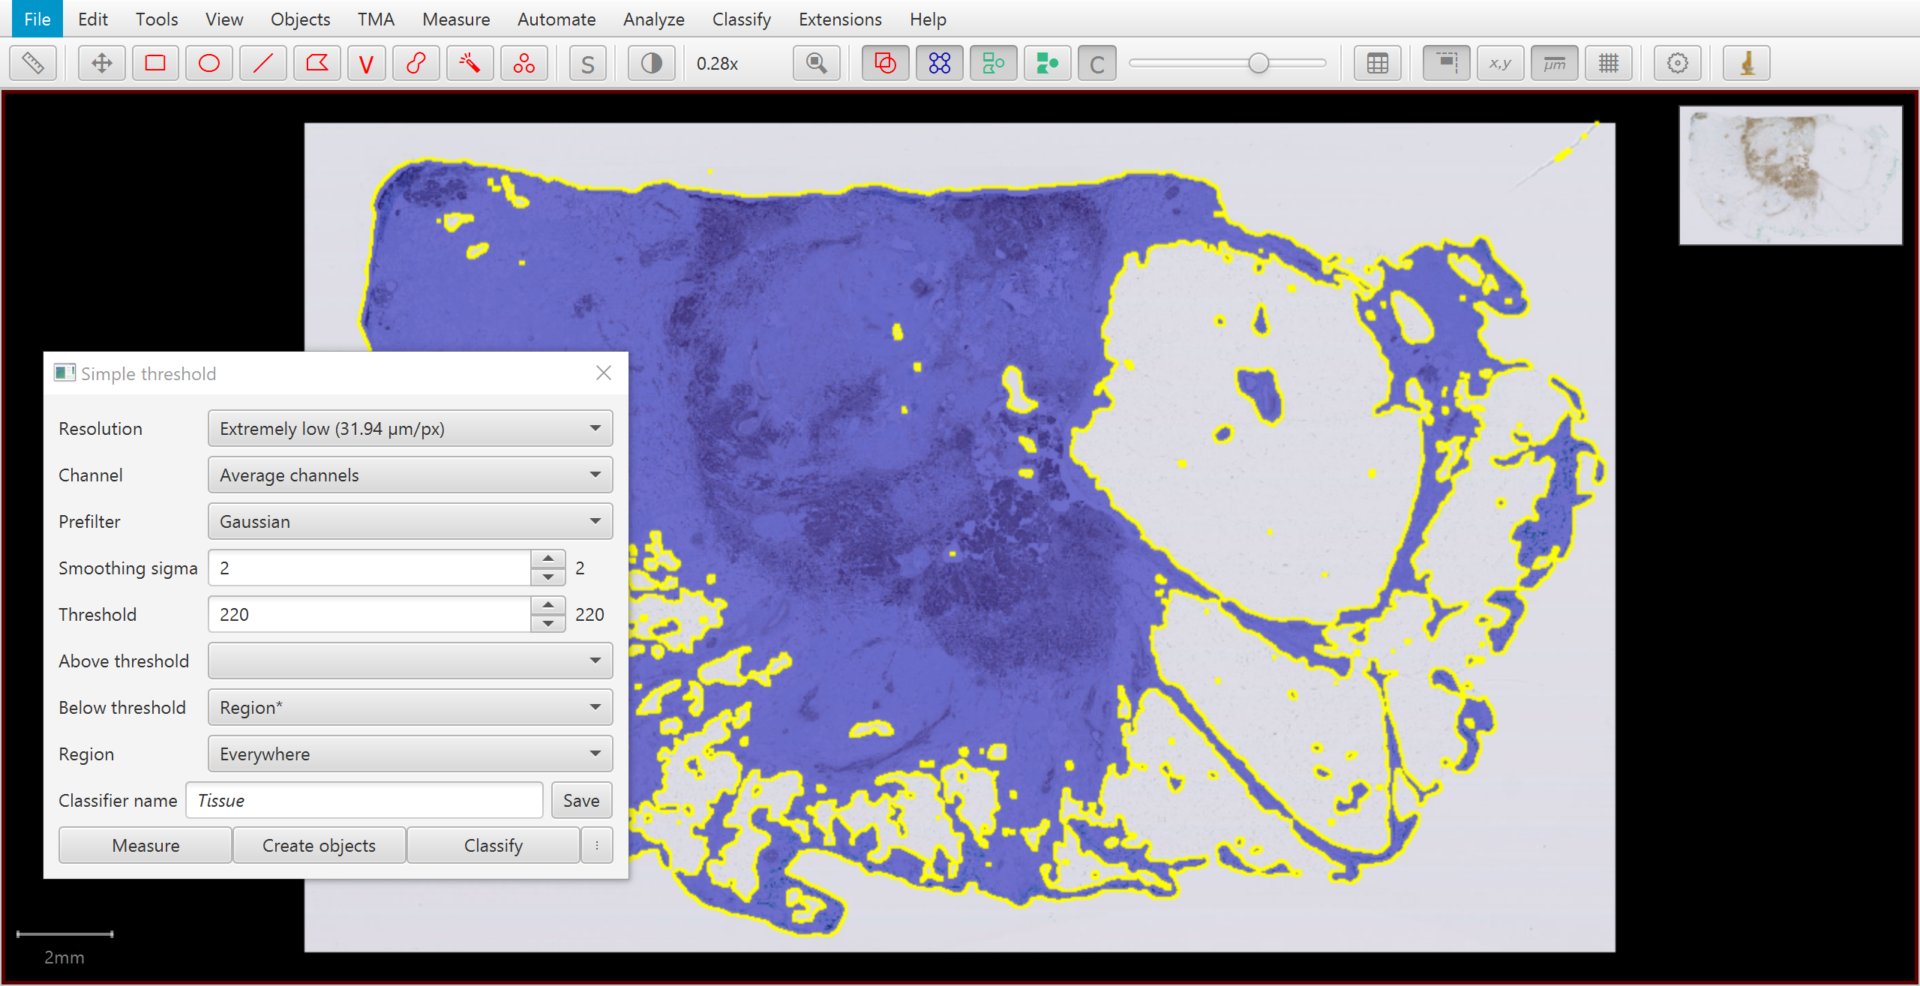 File Edit Tools View Objects TMA Measure Automate Analyze Classify Extensions Help
V S 0.28x C x,y µm
Simple threshold
Resolution Extremely low (31.94 µm/px)
Channel Average channels
Prefilter Gaussian
Smoothing sigma 2 2
Threshold 220 220
Above threshold
Below threshold Region*
Region Everywhere
Classifier name Tissue Save
Measure Create objects Classify
2mm